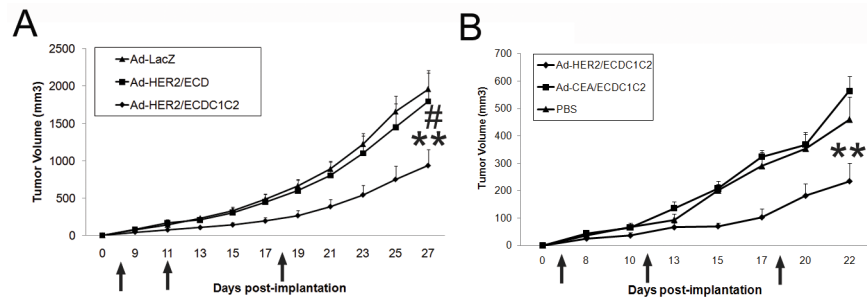 A
Tumor Volume (mm3)
2500
2000
1500
1000
500
0
Ad-LacZ
Ad-HER2/ECD
Ad-HER2/ECDC1C2
#
**
0 9 11 13 15 17 19 21 23 25 27
Days post-implantation
B
Tumor Volume (mm3)
700
600
500
400
300
200
100
0
Ad-HER2/ECDC1C2
Ad-CEA/ECDC1C2
PBS
**
0 8 10 13 15 17 20 22
Days post-implantation